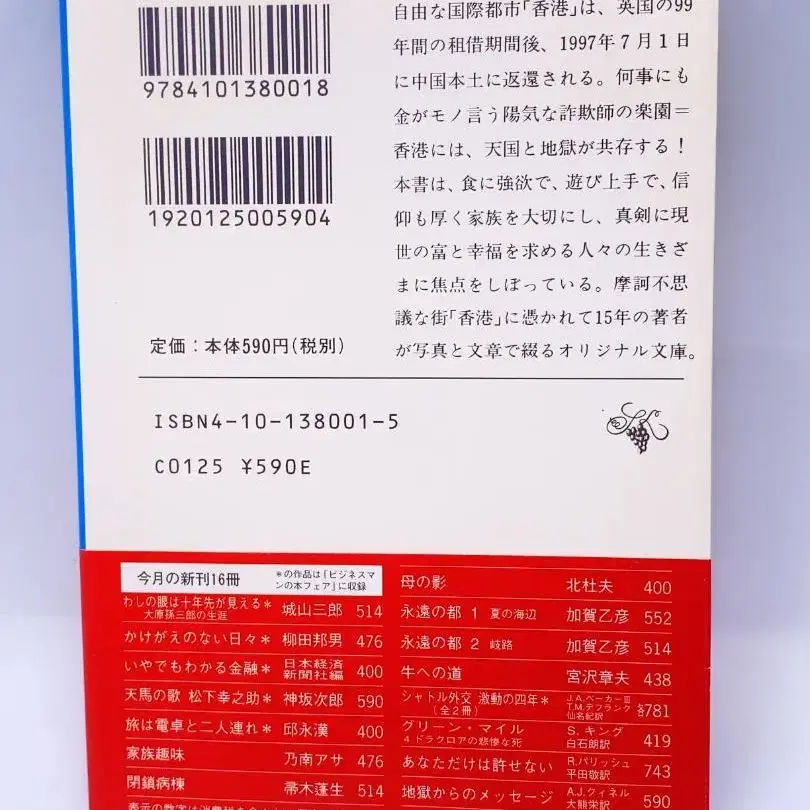 9784101380018
1920125005904
定価:本体590円(税別)
自由な国際都市「香港」は、英国の99
年間の租借期間後、1997年7月1日
に中国本土に返還される。何事にも
金がモノ言う陽気な詐欺師の楽園=
香港には、天国と地獄が共存する!
本書は、食に強欲で、遊び上手で、信
仰も厚く家族を大切にし、真剣に現
世の富と幸福を求める人々の生きざ
まに焦点をしぼっている。摩訶不思
議な街「香港」に憑かれて15年の著者
が写真と文章で綴るオリジナル文庫。
ISBN4-10-138001-5
C0125 ¥590E
今月の新刊16冊
*の作品は「ビジネスマ
ンの本フェア」に収録
わしの眼は十年先が見える* 城山三郎 514
大原孫三郎の生涯
かけがえのない日々* 柳田邦男 476
いやでもわかる金融* 日本経済新聞社編 400
天馬の歌 松下幸之助* 神坂次郎 590
旅は電卓と二人連れ* 邱永漢 400
家族趣味 乃南アサ 476
閉鎖病棟 帚木蓬生 514
母の影 北杜夫 400
永遠の都 1 夏の海辺 加賀乙彦 552
永遠の都 2 岐路 加賀乙彦 514
牛への道 宮沢章夫 438
シャトル外交 激動の四年* J.A.ベーカーIII
(全2冊) T.M.デフランク 各781
仙名紀訳
グリーン・マイル S.キング 419
4 ドラクロアの悲惨な死 白石朗訳
あなただけは許せない R.パリッシュ 743
平田敬訳
地獄からのメッセージ A.J.クィネル 590
大熊栄訳